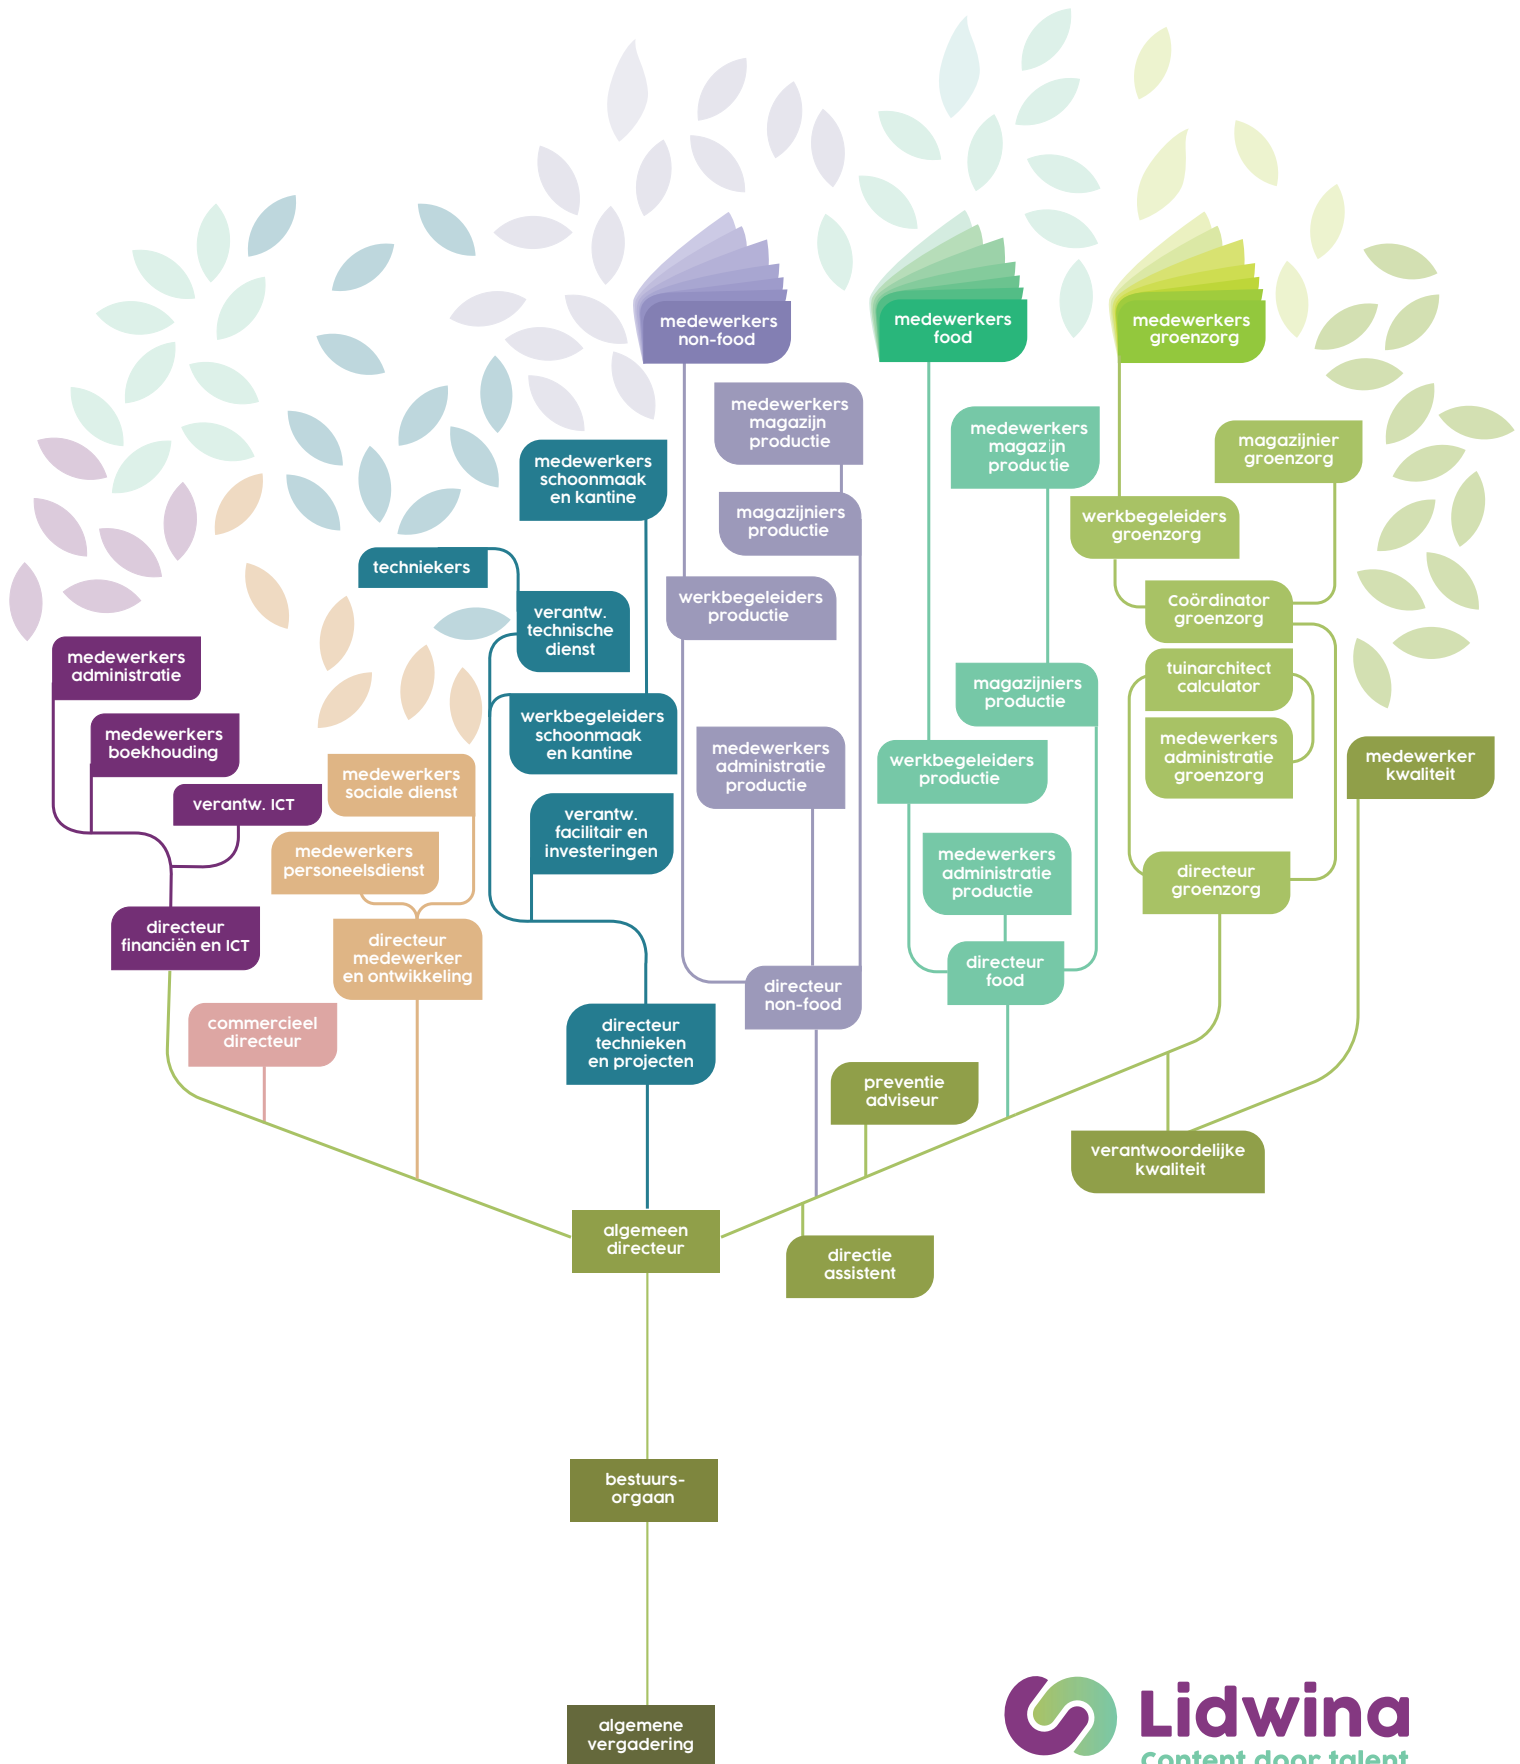 medewerkers
non-food
medewerkers
food
medewerkers
groenzorg
medewerkers
magazijn
productie
medewerkers
magazijn
productie
magazijnier
groenzorg
medewerkers
schoonmaak
en kantine
magazijniers
productie
werkbegeleiders
groenzorg
techniekers
verantw.
technische
dienst
werkbegeleiders
productie
Coördinator
groenzorg
medewerkers
administratie
tuinarchitect
calculator
magazijniers
productie
werkbegeleiders
schoonmaak
en kantine
medewerkers
boekhouding
medewerkers
administratie
productie
medewerkers
administratie
groenzorg
medewerker
kwaliteit
werkbegeleiders
productie
medewerkers
sociale dienst
verantw. ICT
verantw.
facilitair en
investeringen
medewerkers
personeelsdienst
medewerkers
administratie
productie
directeur
groenzorg
directeur
financiën en ICT
directeur
medewerker
en ontwikkeling
directeur
food
directeur
non-food
commercieel
directeur
directeur
technieken
en projecten
preventie
adviseur
verantwoordelijke
kwaliteit
algemeen
directeur
directie
assistent
bestuurs-
orgaan
algemene
vergadering
Lidwina
Content door talent